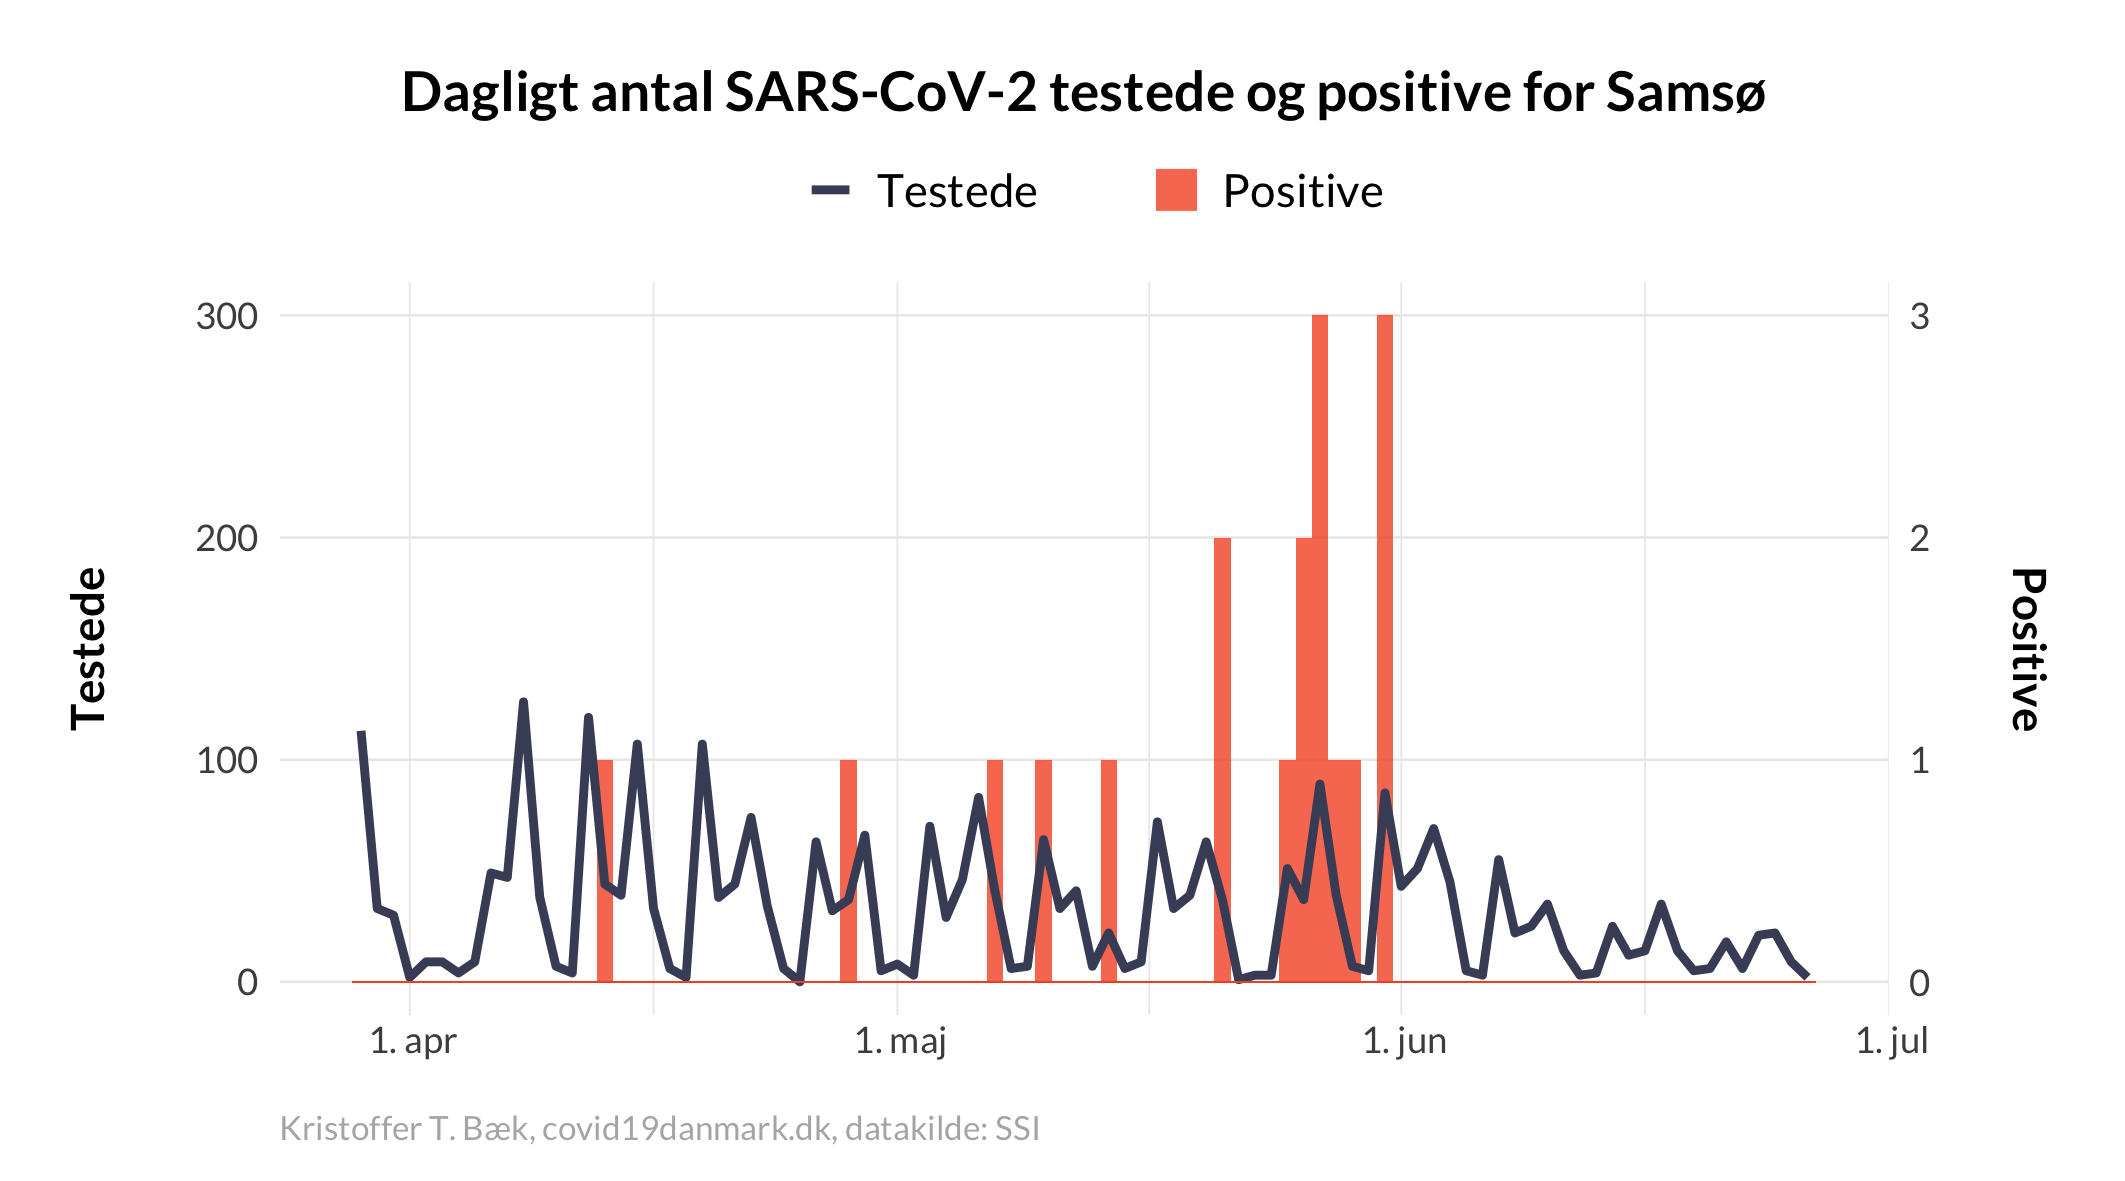 Dagligt antal SARS-CoV-2 testede og positive for Samsø
Testede Positive
300 3
200 2
100 1
0 0
Testede
Positive
1. apr 1. maj 1. jun 1. jul
Kristoffer T. Bæk, covid19danmark.dk, datakilde: SSI